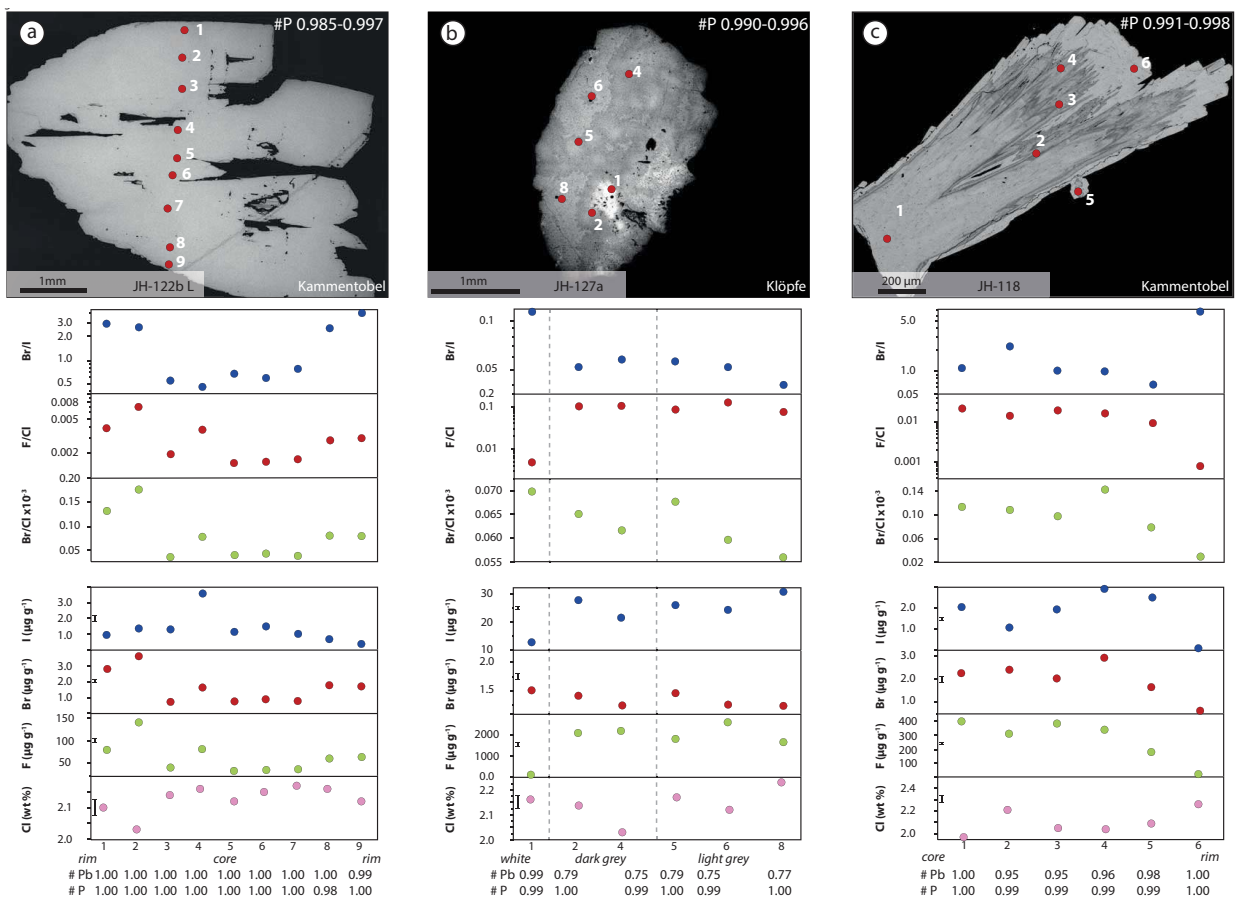 a #P 0.985-0.997
1
2
3
4
5
6
7
8
9
1mm JH-122b L Kammentobel
b #P 0.990-0.996
4
6
5
8 1
2
1mm JH-127a Klöpfe
c #P 0.991-0.998
4 6
3
2
5
1
200 µm JH-118 Kammentobel
Br/I
3.0
2.0
1.0
0.5
F/Cl
0.008
0.005
0.002
Br/Cl x10⁻³
0.20
0.15
0.10
0.05
I (µg g⁻¹)
3.0
2.0
1.0
Br (µg g⁻¹)
3.0
2.0
1.0
F (µg g⁻¹)
150
100
50
Cl (wt %)
2.1
2.0
1 2 3 4 5 6 7 8 9
rim core rim
# Pb 1.00 1.00 1.00 1.00 1.00 1.00 1.00 1.00 0.99
# P 1.00 1.00 1.00 1.00 1.00 1.00 1.00 0.98 1.00
Br/I
0.1
0.05
F/Cl
0.2
0.1
0.01
Br/Cl x10⁻³
0.070
0.065
0.060
0.055
I (µg g⁻¹)
30
20
10
Br (µg g⁻¹)
2.0
1.5
F (µg g⁻¹)
2000
1000
0.0
Cl (wt %)
2.2
2.1
2.0
1 2 4 5 6 8
white dark grey light grey
# Pb 0.99 0.79 0.75 0.79 0.75 0.77
# P 0.99 1.00 0.99 1.00 0.99 1.00
Br/I
5.0
1.0
F/Cl
0.05
0.01
0.001
Br/Cl x10⁻³
0.14
0.10
0.06
0.02
I (µg g⁻¹)
2.0
1.0
Br (µg g⁻¹)
3.0
2.0
1.0
F (µg g⁻¹)
400
300
200
100
Cl (wt %)
2.4
2.2
2.0
1 2 3 4 5 6
core rim
# Pb 1.00 0.95 0.95 0.96 0.98 1.00
# P 1.00 0.99 0.99 0.99 0.99 1.00